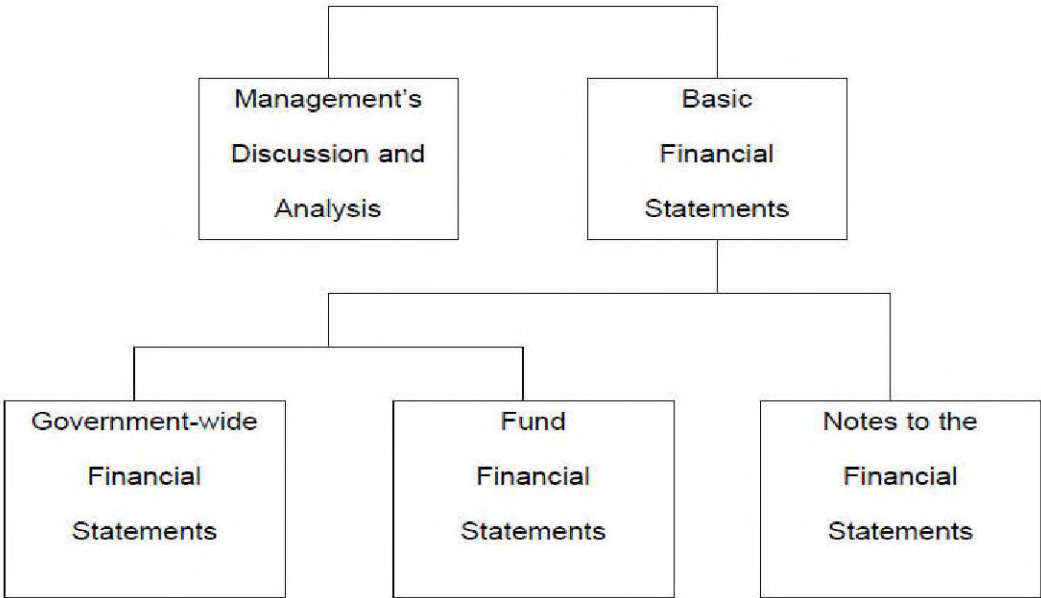 Management's
Discussion and
Analysis
Basic
Financial
Statements
Government-wide
Financial
Statements
Fund
Financial
Statements
Notes to the
Financial
Statements